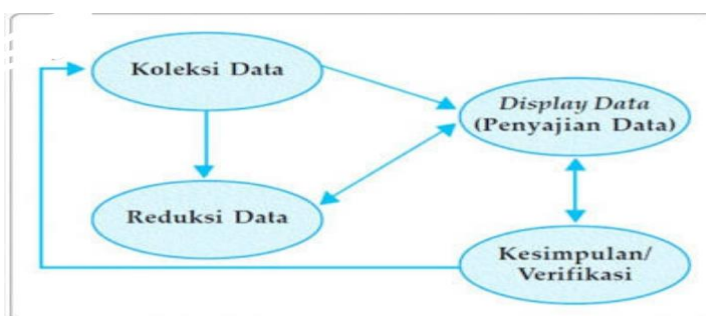 Koleksi Data
Display Data
(Penyajian Data)
Reduksi Data
Kesimpulan/
Verifikasi